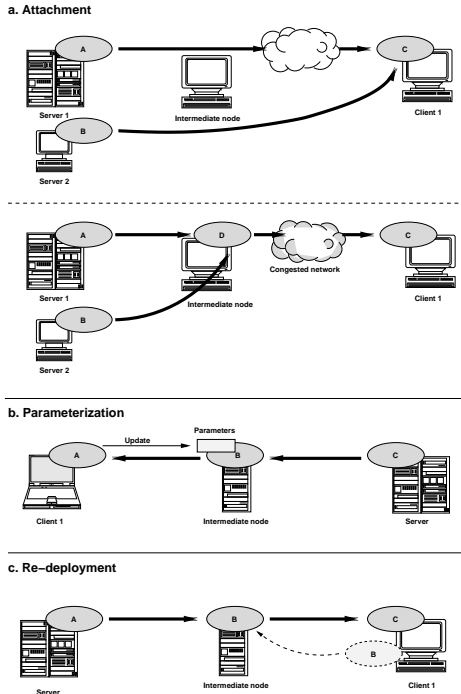 a. Attachment
A
C
Server 1
Intermediate node
Client 1
B
Server 2
A
D
C
Congested network
Server 1
Intermediate node
Client 1
B
Server 2
b. Parameterization
Parameters
Update
A
B
C
Client 1
Intermediate node
Server
c. Re–deployment
A
B
C
B
Server
Intermediate node
Client 1